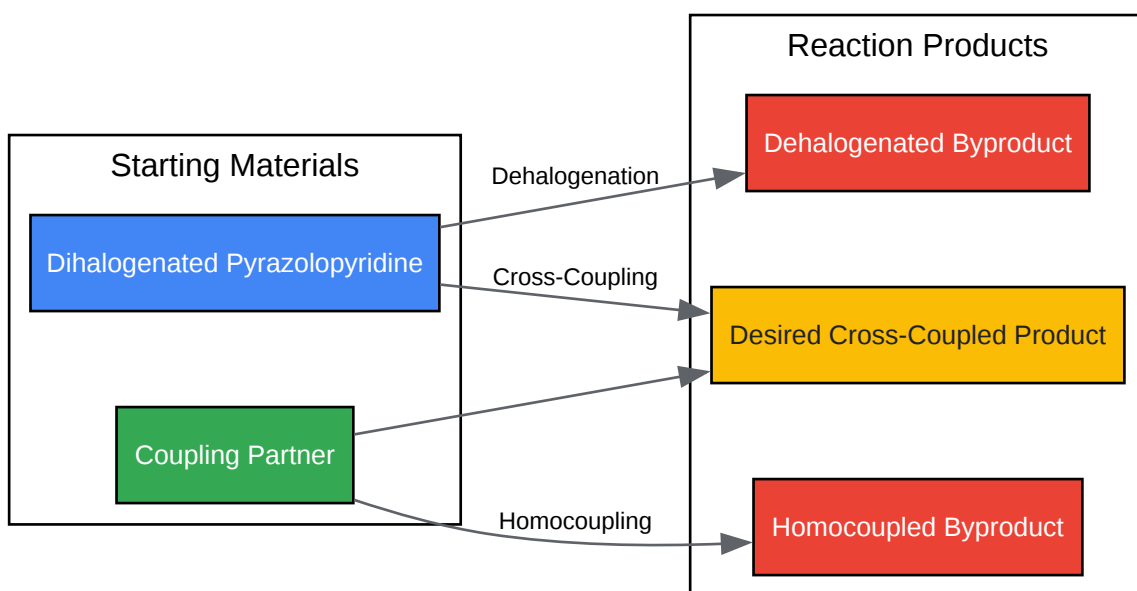 Reaction Products
Dehalogenated Byproduct
Starting Materials
Dehalogenation
Dihalogenated Pyrazolopyridine
Cross-Coupling
Desired Cross-Coupled Product
Coupling Partner
Homocoupling
Homocoupled Byproduct